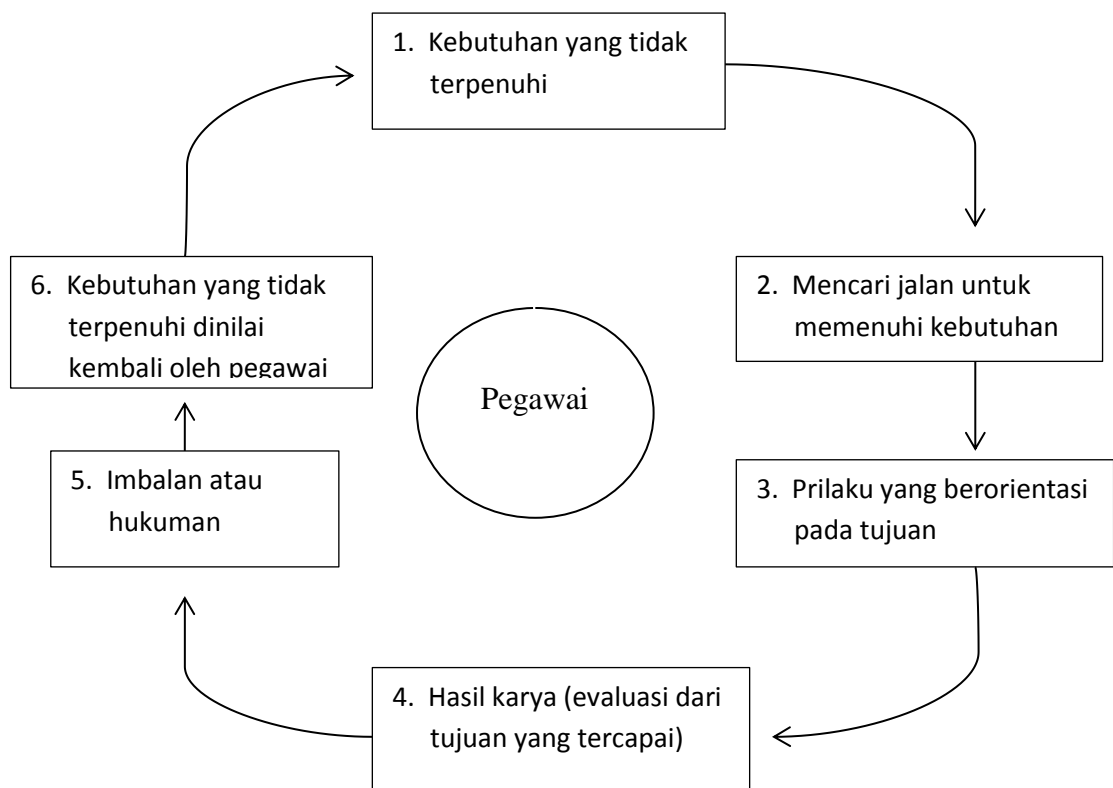 1. Kebutuhan yang tidak
terpenuhi
2. Mencari jalan untuk
memenuhi kebutuhan
3. Prilaku yang berorientasi
pada tujuan
4. Hasil karya (evaluasi dari
tujuan yang tercapai)
5. Imbalan atau
hukuman
6. Kebutuhan yang tidak
terpenuhi dinilai
kembali oleh pegawai
Pegawai